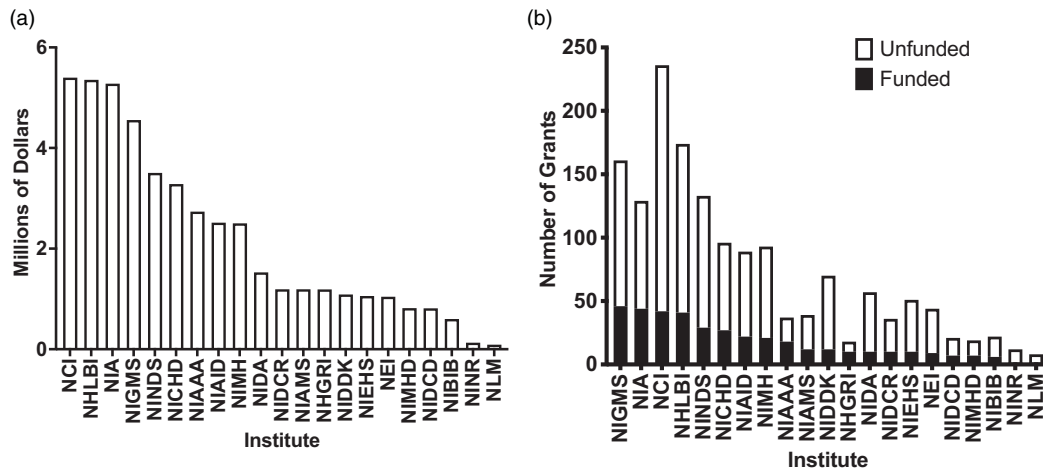 (a)
6
4
2
0
Millions of Dollars
NCI
NHLBI
NIA
NIGMS
NINDS
NICHD
NIAAA
NIAID
NIMH
NIDA
NIDCR
NIAMS
NHGRI
NIDDK
NIEHS
NEI
NIMHD
NIDCD
NIBIB
NINR
NLM
Institute
(b)
250
200
150
100
50
0
Number of Grants
Unfunded
Funded
NIGMS
NIA
NCI
NHLBI
NINDS
NICHD
NIAID
NIMH
NIAAA
NIAMS
NIDDK
NHGRI
NIDA
NIDCR
NIEHS
NEI
NIDCD
NIMHD
NIBIB
NINR
NLM
Institute